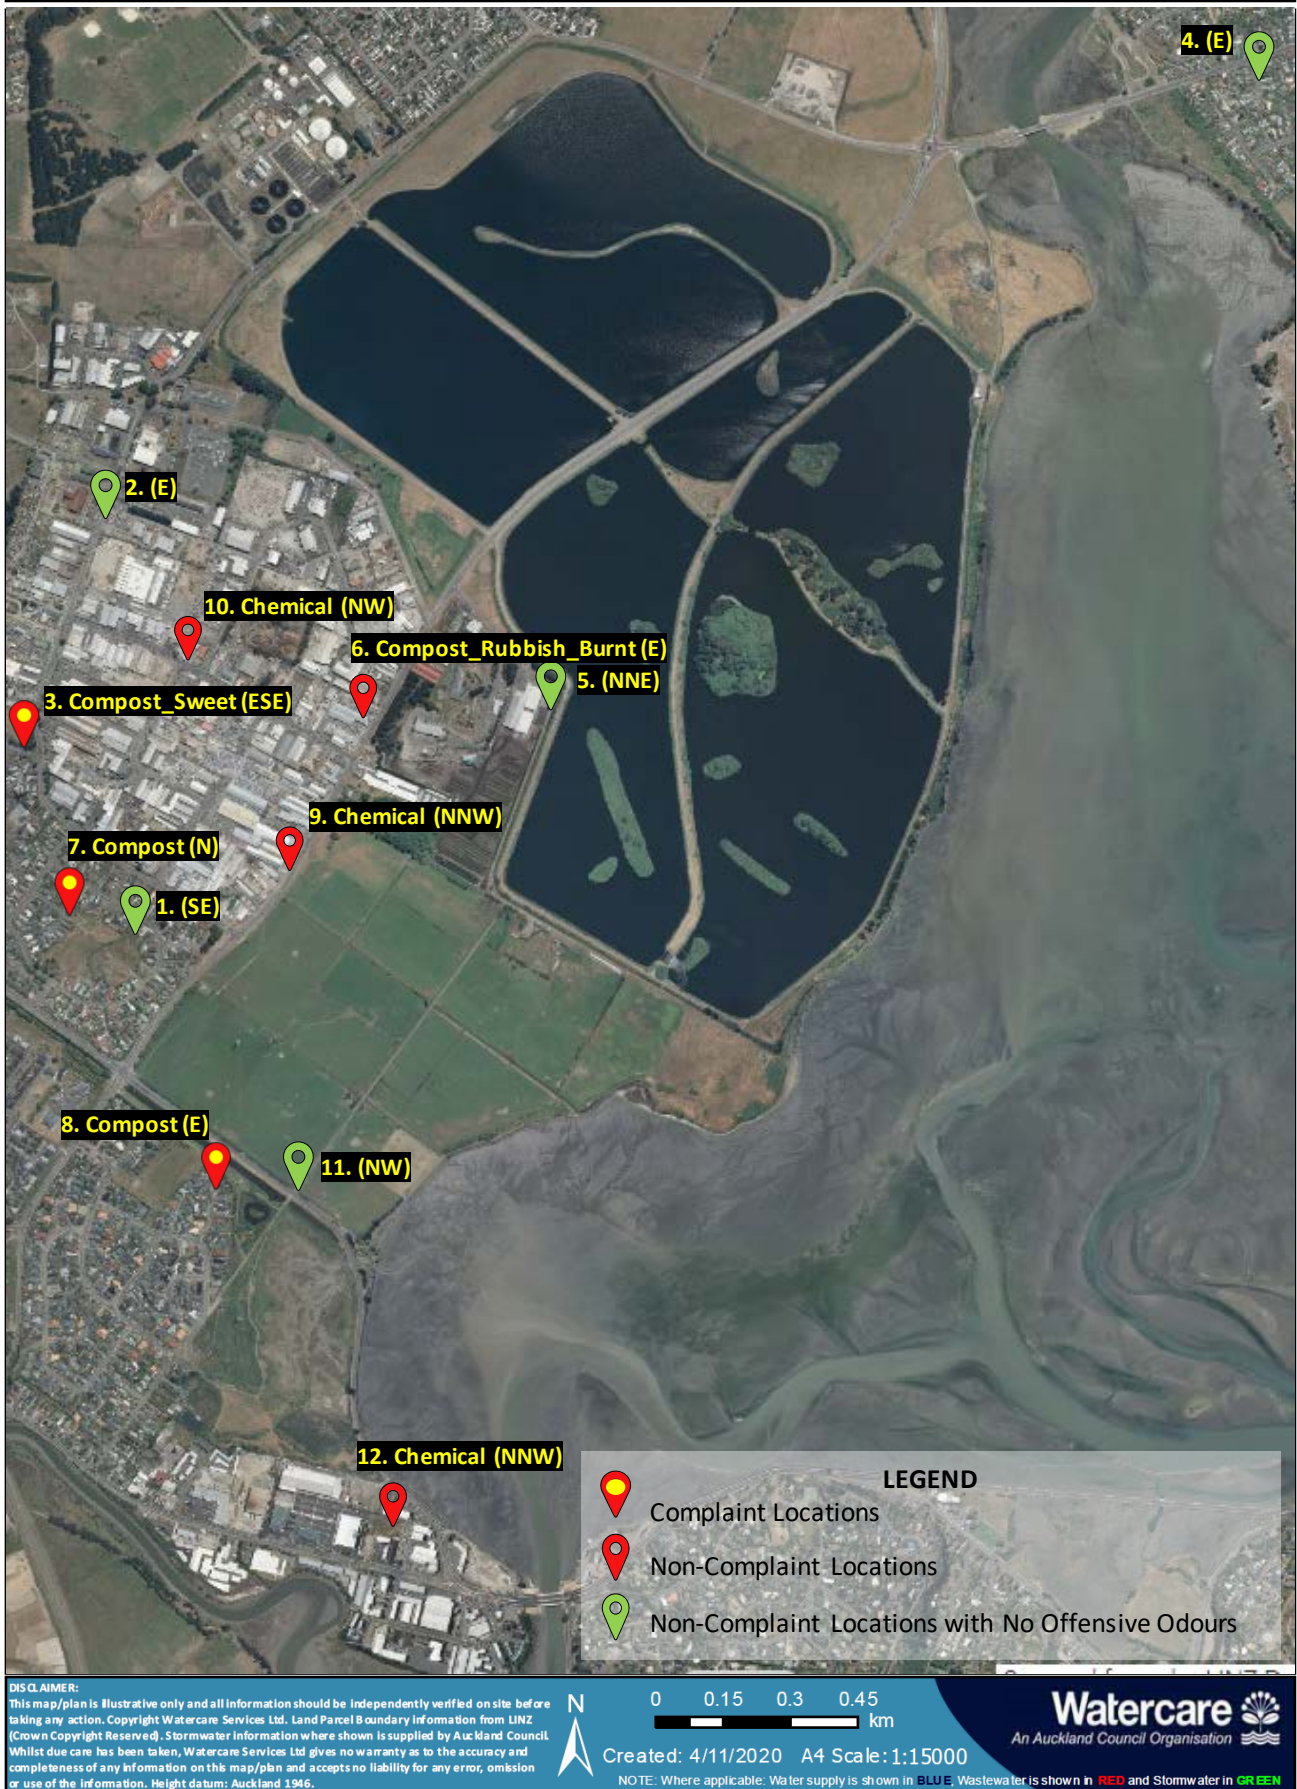 4. (E)
2. (E)
10. Chemical (NW)
6. Compost_Rubbish_Burnt (E)
5. (NNE)
3. Compost_Sweet (ESE)
9. Chemical (NNW)
7. Compost (N)
1. (SE)
8. Compost (E)
11. (NW)
12. Chemical (NNW)
LEGEND
Complaint Locations
Non-Complaint Locations
Non-Complaint Locations with No Offensive Odours
DISCLAIMER:
This map/plan is illustrative only and all information should be independently verified on site before
taking any action. Copyright Watercare Services Ltd. Land Parcel Boundary information from LINZ
(Crown Copyright Reserved). Stormwater information where shown is supplied by Auckland Council.
Whilst due care has been taken, Watercare Services Ltd gives no warranty as to the accuracy and
completeness of any information on this map/plan and accepts no liability for any error, omission
or use of the information. Height datum: Auckland 1946.
N
0 0.15 0.3 0.45
km
Created: 4/11/2020 A4 Scale: 1:15000
Watercare
An Auckland Council Organisation
NOTE: Where applicable: Water supply is shown in BLUE, Wastewater is shown in RED and Stormwater in GREEN